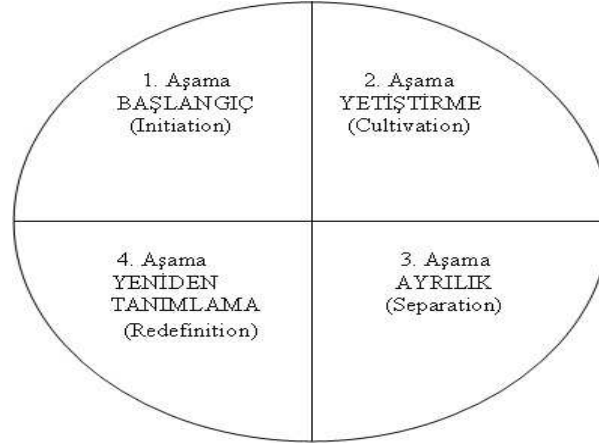 1. Aşama
BAŞLANGIÇ
(Initiation)
2. Aşama
YETİŞTİRME
(Cultivation)
4. Aşama
YENİDEN
TANIMLAMA
(Redefinition)
3. Aşama
AYRILIK
(Separation)